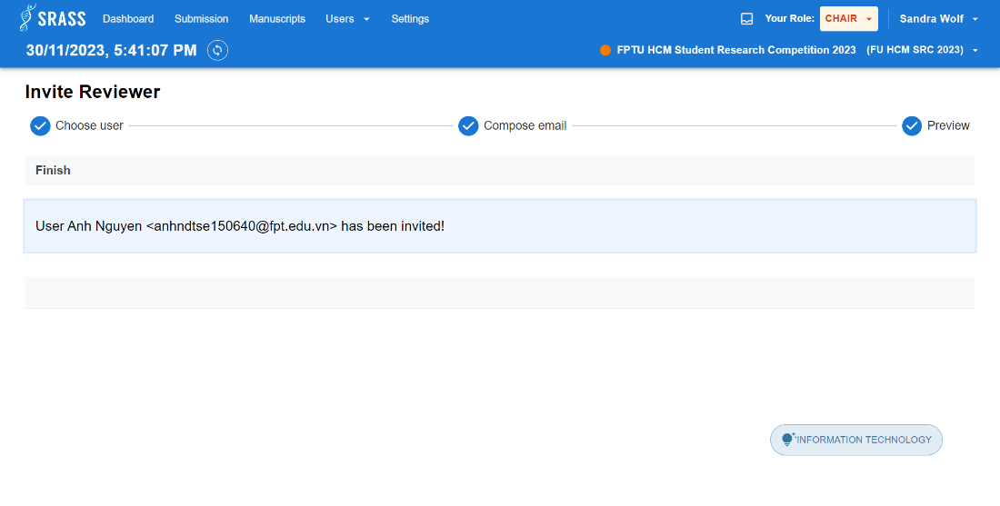 SRASS Dashboard Submission Manuscripts Users Settings Your Role: CHAIR Sandra Wolf
30/11/2023, 5:41:07 PM FPTU HCM Student Research Competition 2023 (FU HCM SRC 2023)
Invite Reviewer
Choose user Compose email Preview
Finish
User Anh Nguyen <anhndtse150640@fpt.edu.vn> has been invited!
INFORMATION TECHNOLOGY